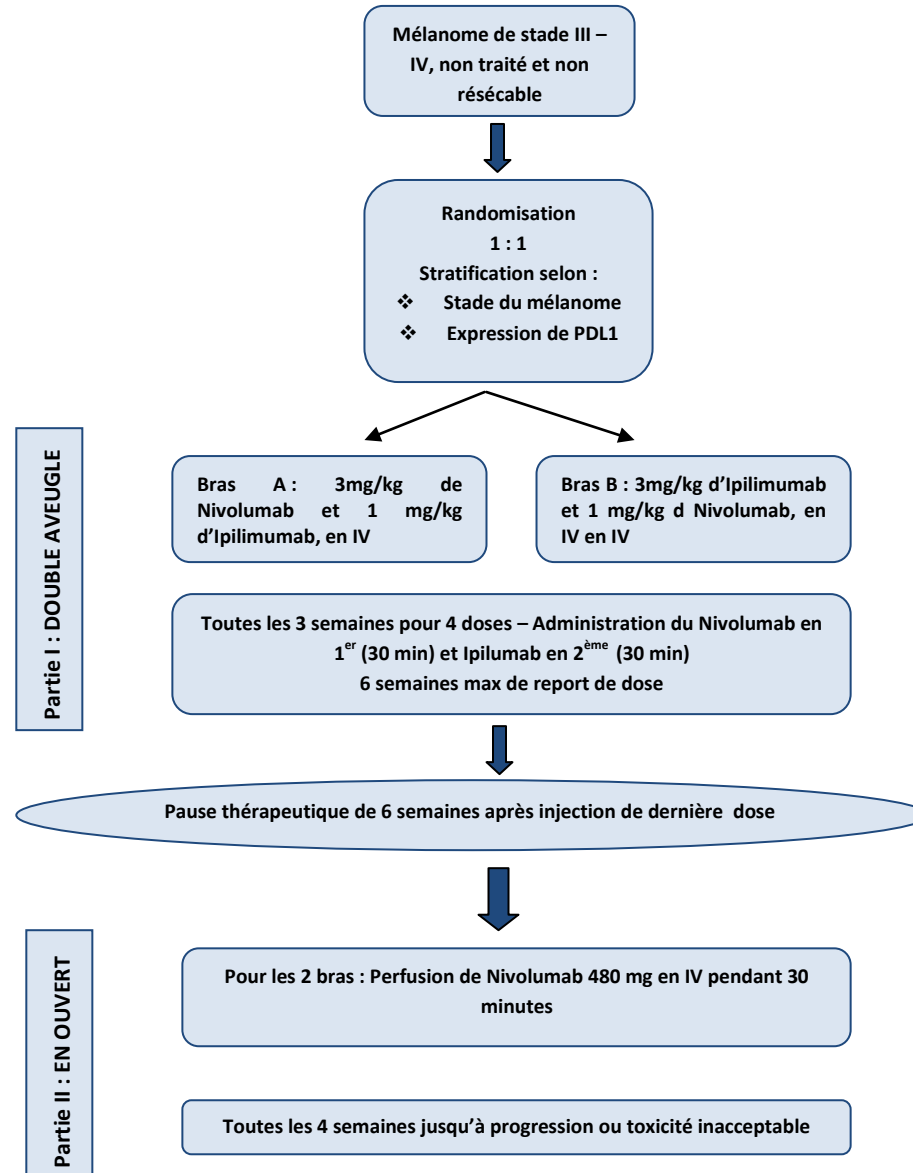 Mélanome de stade III –
IV, non traité et non
résécable
Randomisation
1 : 1
Stratification selon :
❖ Stade du mélanome
❖ Expression de PDL1
Partie I : DOUBLE AVEUGLE
Bras A : 3mg/kg de
Nivolumab et 1 mg/kg
d’Ipilimumab, en IV
Bras B : 3mg/kg d’Ipilimumab
et 1 mg/kg d Nivolumab, en
IV en IV
Toutes les 3 semaines pour 4 doses – Administration du Nivolumab en
1er (30 min) et Ipilumab en 2ème (30 min)
6 semaines max de report de dose
Pause thérapeutique de 6 semaines après injection de dernière dose
Partie II : EN OUVERT
Pour les 2 bras : Perfusion de Nivolumab 480 mg en IV pendant 30
minutes
Toutes les 4 semaines jusqu’à progression ou toxicité inacceptable